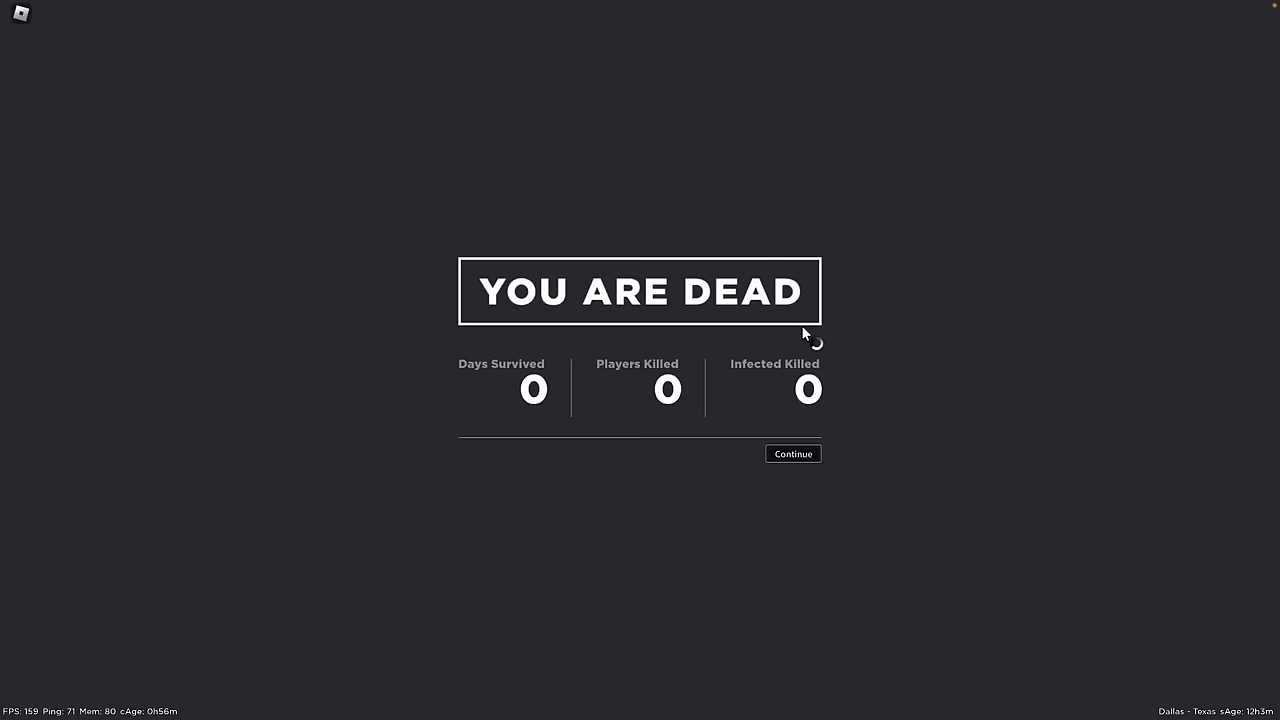 YOU ARE DEAD
Days Survived Players Killed Infected Killed
0 0 0
Continue
FPS: 159 Ping: 71 Mem: 80 cAge: 0h56m Dallas - Texas sAge: 12h3m